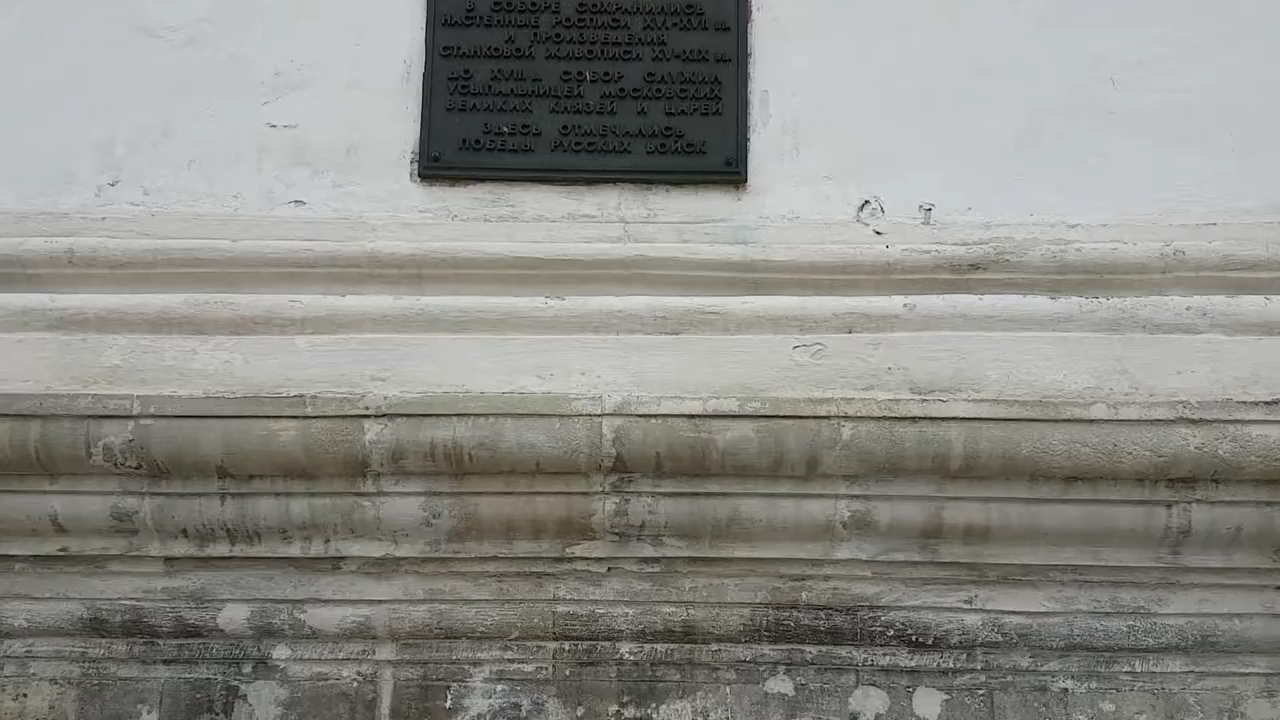 В СОБОРЕ СОХРАНИЛИСЬ
НАСТЕННЫЕ РОСПИСИ XVI-XVII вв.
И ПРОИЗВЕДЕНИЯ
СТАНКОВОЙ ЖИВОПИСИ XV-XIX вв.
ДО XVIII в. СОБОР СЛУЖИЛ
УСЫПАЛЬНИЦЕЙ МОСКОВСКИХ
ВЕЛИКИХ КНЯЗЕЙ И ЦАРЕЙ
ЗДЕСЬ ОТМЕЧАЛИСЬ
ПОБЕДЫ РУССКИХ ВОЙСК